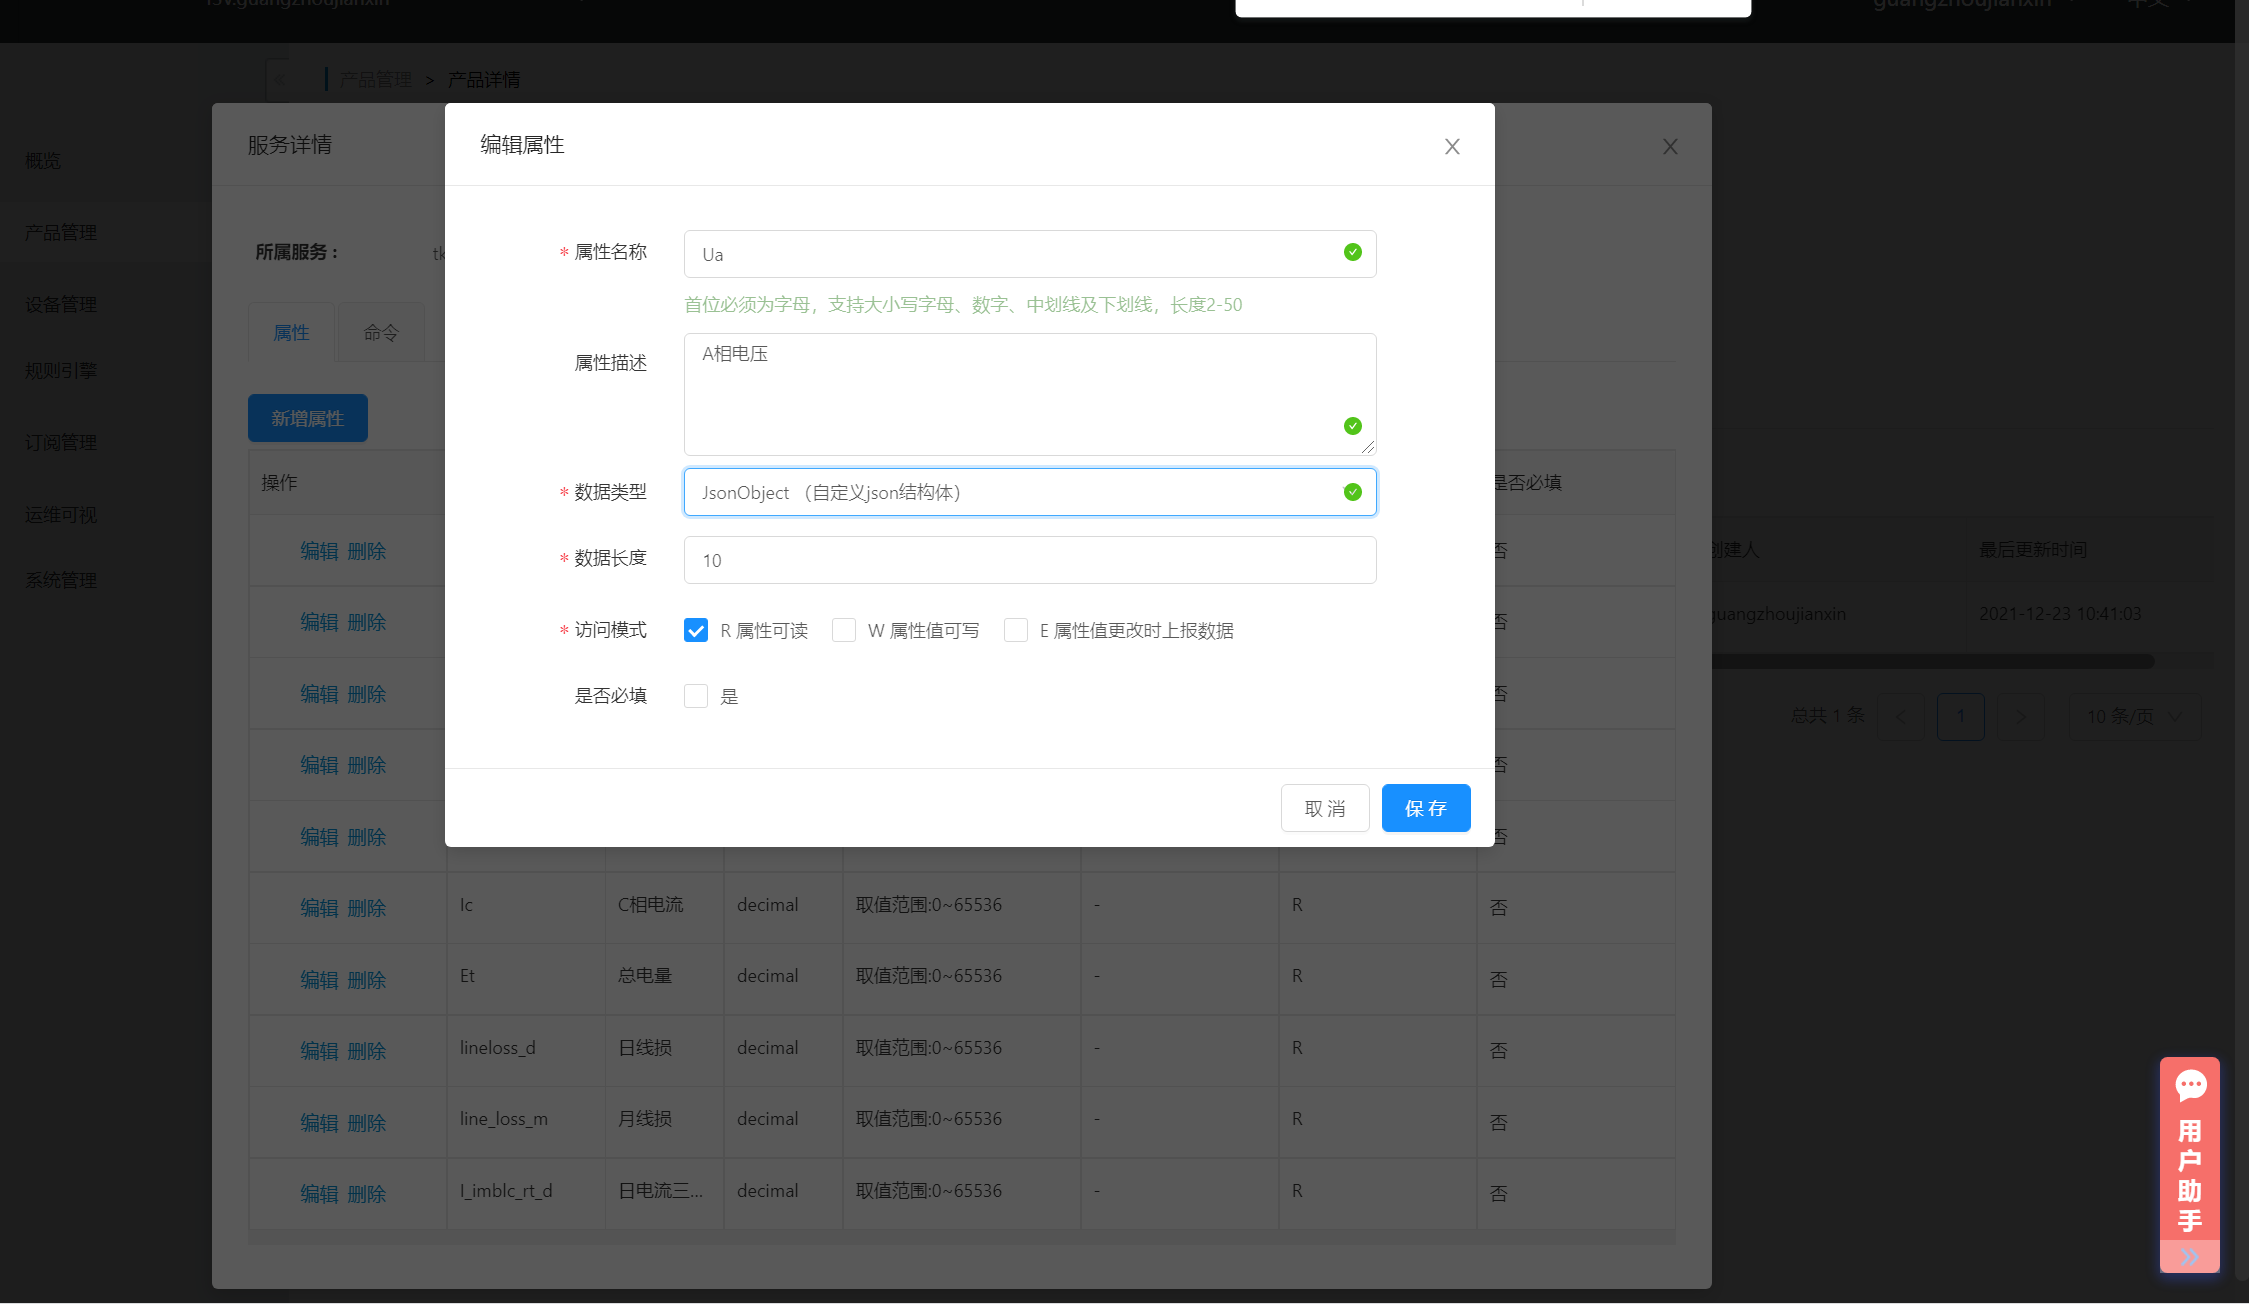 产品管理 > 产品详情
概览
产品管理
设备管理
规则引擎
订阅管理
运维可视
系统管理
服务详情
所属服务：
属性 命令
新增属性
编辑属性
* 属性名称 Ua
首位必须为字母，支持大小写字母、数字、中划线及下划线，长度2-50
属性描述 A相电压
* 数据类型 JsonObject （自定义json结构体）
* 数据长度 10
* 访问模式 R 属性可读 W 属性值可写 E 属性值更改时上报数据
是否必填 是
取 消 保 存
操作 是否必填
编辑 删除 否
编辑 删除 否
编辑 删除 否
编辑 删除 否
编辑 删除 否
编辑 删除 Ic C相电流 decimal 取值范围:0~65536 - R 否
编辑 删除 Et 总电量 decimal 取值范围:0~65536 - R 否
编辑 删除 lineloss_d 日线损 decimal 取值范围:0~65536 - R 否
编辑 删除 line_loss_m 月线损 decimal 取值范围:0~65536 - R 否
编辑 删除 I_imblc_rt_d 日电流三... decimal 取值范围:0~65536 - R 否
创建人 最后更新时间
guangzhoujianxin 2021-12-23 10:41:03
总共 1 条 < 1 > 10 条/页
用户助手